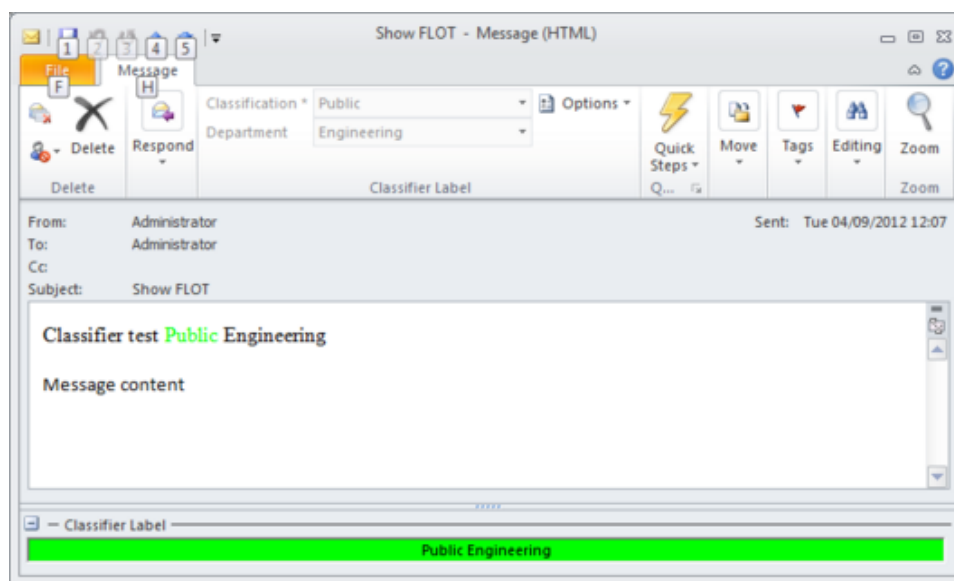 Show FLOT - Message (HTML)
1 2 3 4 5
File Message
F H
Classification * Public Options
Department Engineering
Delete Respond Quick Steps Move Tags Editing Zoom
Delete Classifier Label Q... Zoom
From: Administrator Sent: Tue 04/09/2012 12:07
To: Administrator
Cc:
Subject: Show FLOT
Classifier test Public Engineering
Message content
Classifier Label
Public Engineering